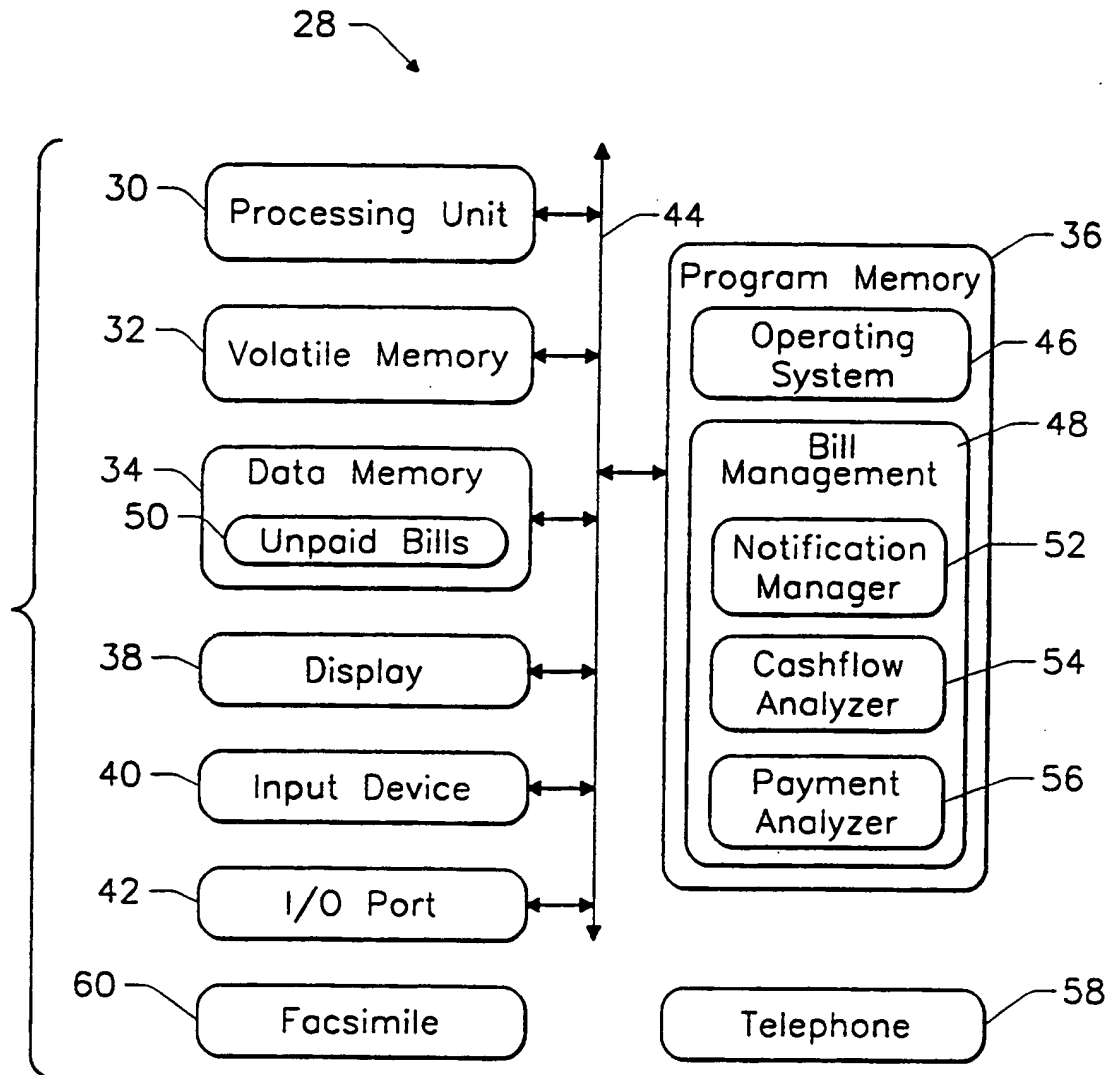 28
30
Processing Unit
44
36
Program Memory
32
Volatile Memory
Operating
System
46
34
Data Memory
50
Unpaid Bills
48
Bill
Management
Notification
Manager
52
38
Display
Cashflow
Analyzer
54
40
Input Device
Payment
Analyzer
56
42
I/O Port
60
Facsimile
Telephone
58